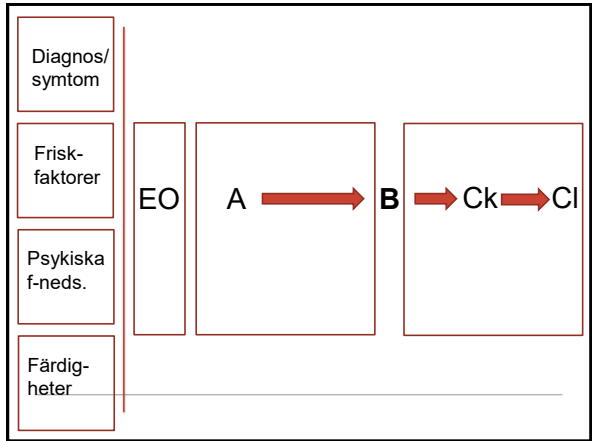 Diagnos/
symtom
Frisk-
faktorer
EO A B Ck Cl
Psykiska
f-neds.
Färdig-
heter